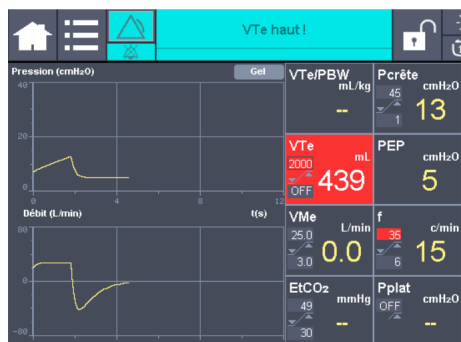 VTe haut !
Pression (cmH₂O)
Gel
40
20
0
0
4
8
12
Débit (L/min)
t(s)
80
0
-80
VTe/PBW
mL/kg
--
Pcrête
cmH₂O
45
1
13
VTe
mL
2000
OFF
439
PEP
cmH₂O
5
VMe
L/min
25.0
3.0
0.0
f
c/min
35
6
15
EtCO₂
mmHg
49
30
--
Pplat
cmH₂O
OFF
--